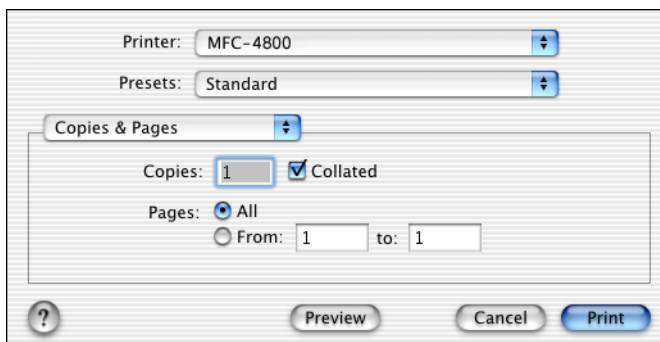 Printer: MFC-4800
Presets: Standard
Copies & Pages
Copies: 1 Collated
Pages: All
From: 1 to: 1
? Preview Cancel Print